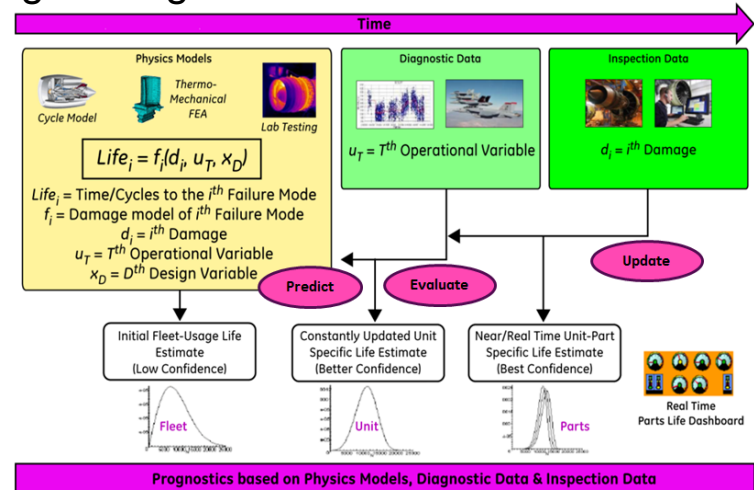 Time
Physics Models
Cycle Model
Thermo-
Mechanical
FEA
Lab Testing
Lifeᵢ = fᵢ(dᵢ, u_T, x_D)
Lifeᵢ = Time/Cycles to the iᵗʰ Failure Mode
fᵢ = Damage model of iᵗʰ Failure Mode
dᵢ = iᵗʰ Damage
u_T = Tᵗʰ Operational Variable
x_D = Dᵗʰ Design Variable
Diagnostic Data
u_T = Tᵗʰ Operational Variable
Inspection Data
dᵢ = iᵗʰ Damage
Predict
Evaluate
Update
Initial Fleet-Usage Life
Estimate
(Low Confidence)
Constantly Updated Unit
Specific Life Estimate
(Better Confidence)
Near/Real Time Unit-Part
Specific Life Estimate
(Best Confidence)
Fleet
Unit
Parts
Real Time
Parts Life Dashboard
Prognostics based on Physics Models, Diagnostic Data & Inspection Data